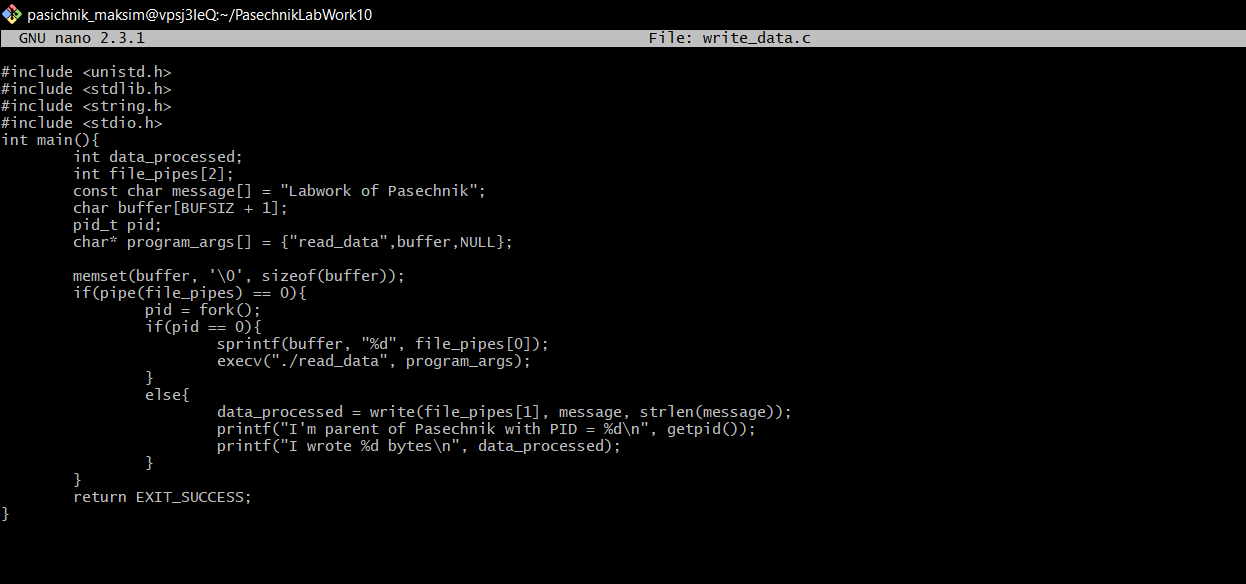 pasichnik_maksim@vpsj3IeQ:~/PasechnikLabWork10
GNU nano 2.3.1 File: write_data.c
#include <unistd.h>
#include <stdlib.h>
#include <string.h>
#include <stdio.h>
int main(){
        int data_processed;
        int file_pipes[2];
        const char message[] = "Labwork of Pasechnik";
        char buffer[BUFSIZ + 1];
        pid_t pid;
        char* program_args[] = {"read_data",buffer,NULL};
        memset(buffer, '\0', sizeof(buffer));
        if(pipe(file_pipes) == 0){
                pid = fork();
                if(pid == 0){
                        sprintf(buffer, "%d", file_pipes[0]);
                        execv("./read_data", program_args);
                }
                else{
                        data_processed = write(file_pipes[1], message, strlen(message));
                        printf("I'm parent of Pasechnik with PID = %d\n", getpid());
                        printf("I wrote %d bytes\n", data_processed);
                }
        }
        return EXIT_SUCCESS;
}